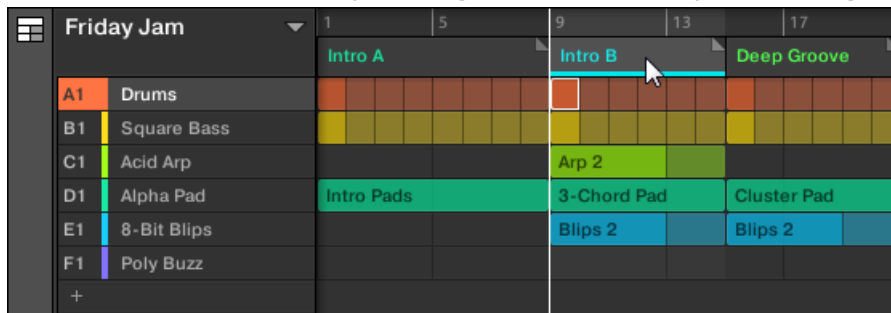 Friday Jam 1 5 9 13 17
Intro A Intro B Deep Groove
A1 Drums
B1 Square Bass
C1 Acid Arp Arp 2
D1 Alpha Pad Intro Pads 3-Chord Pad Cluster Pad
E1 8-Bit Blips Blips 2 Blips 2
F1 Poly Buzz
+